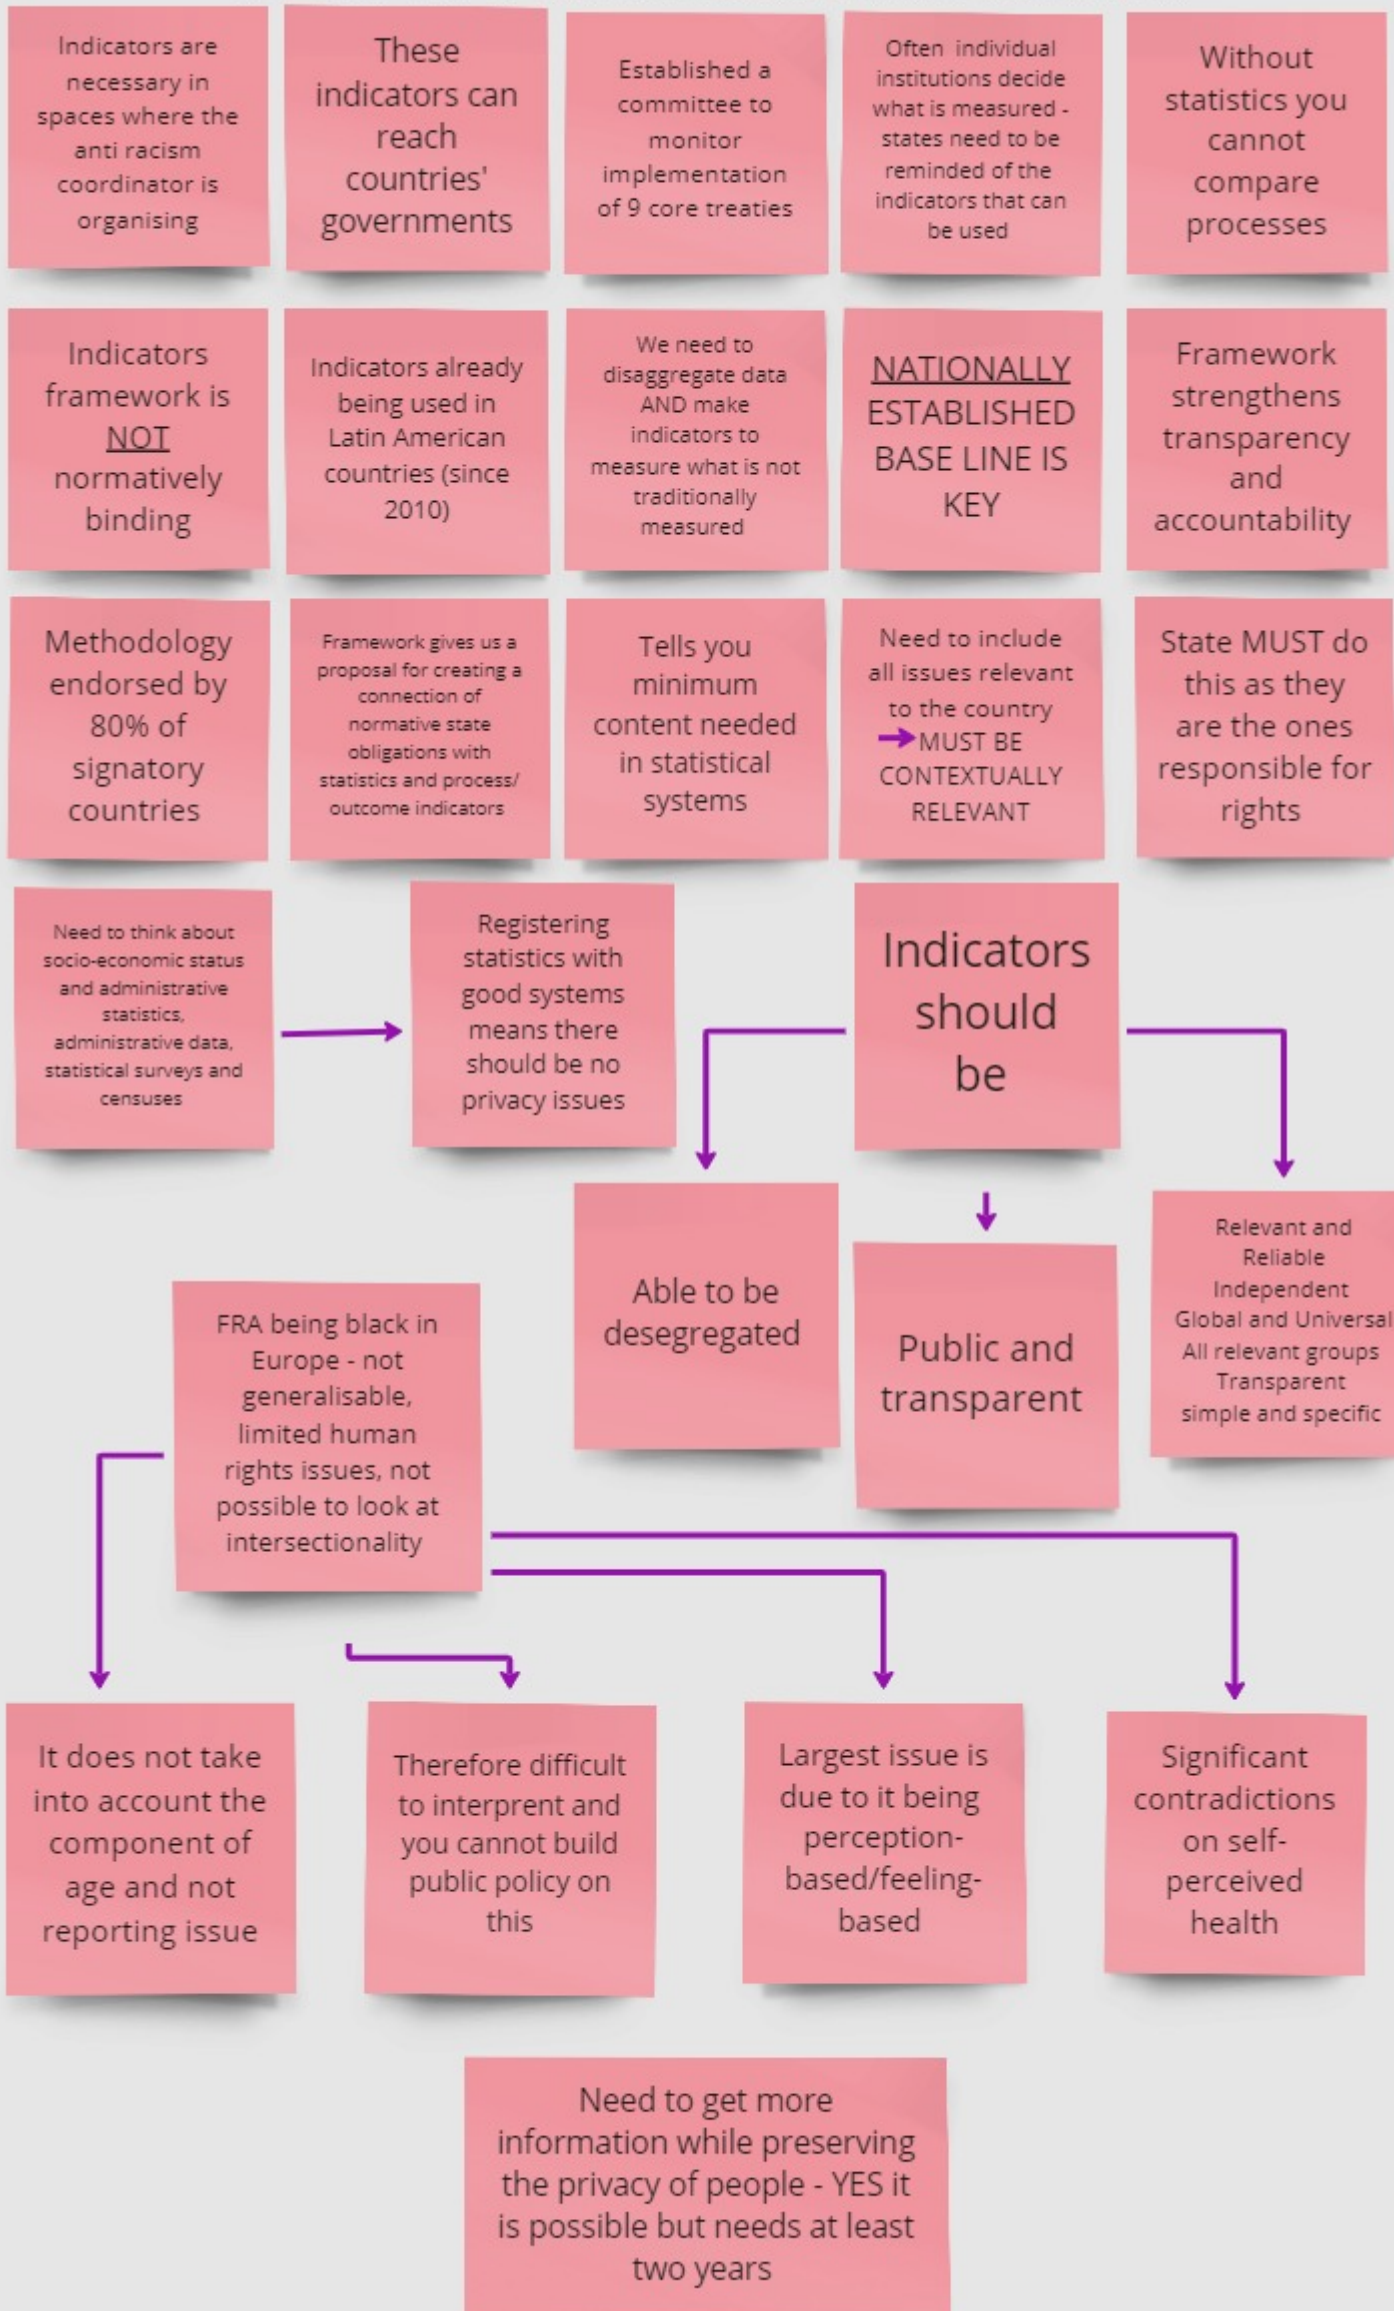 Indicators are
necessary in
spaces where the
anti racism
coordinator is
organising
These
indicators can
reach
countries'
governments
Established a
committee to
monitor
implementation
of 9 core treaties
Often individual
institutions decide
what is measured -
states need to be
reminded of the
indicators that can
be used
Without
statistics you
cannot
compare
processes
Indicators
framework is
NOT
normatively
binding
Indicators already
being used in
Latin American
countries (since
2010)
We need to
disaggregate data
AND make
indicators to
measure what is not
traditionally
measured
NATIONALLY
ESTABLISHED
BASE LINE IS
KEY
Framework
strengthens
transparency
and
accountability
Methodology
endorsed by
80% of
signatory
countries
Framework gives us a
proposal for creating a
connection of
normative state
obligations with
statistics and process/
outcome indicators
Tells you
minimum
content needed
in statistical
systems
Need to include
all issues relevant
to the country
MUST BE
CONTEXTUALLY
RELEVANT
State MUST do
this as they
are the ones
responsible for
rights
Need to think about
socio-economic status
and administrative
statistics,
administrative data,
statistical surveys and
censuses
Registering
statistics with
good systems
means there
should be no
privacy issues
Indicators
should
be
Able to be
desegregated
Public and
transparent
Relevant and
Reliable
Independent
Global and Universal
All relevant groups
Transparent
simple and specific
FRA being black in
Europe - not
generalisable,
limited human
rights issues, not
possible to look at
intersectionality
It does not take
into account the
component of
age and not
reporting issue
Therefore difficult
to interprent and
you cannot build
public policy on
this
Largest issue is
due to it being
perception-
based/feeling-
based
Significant
contradictions
on self-
perceived
health
Need to get more
information while preserving
the privacy of people - YES it
is possible but needs at least
two years